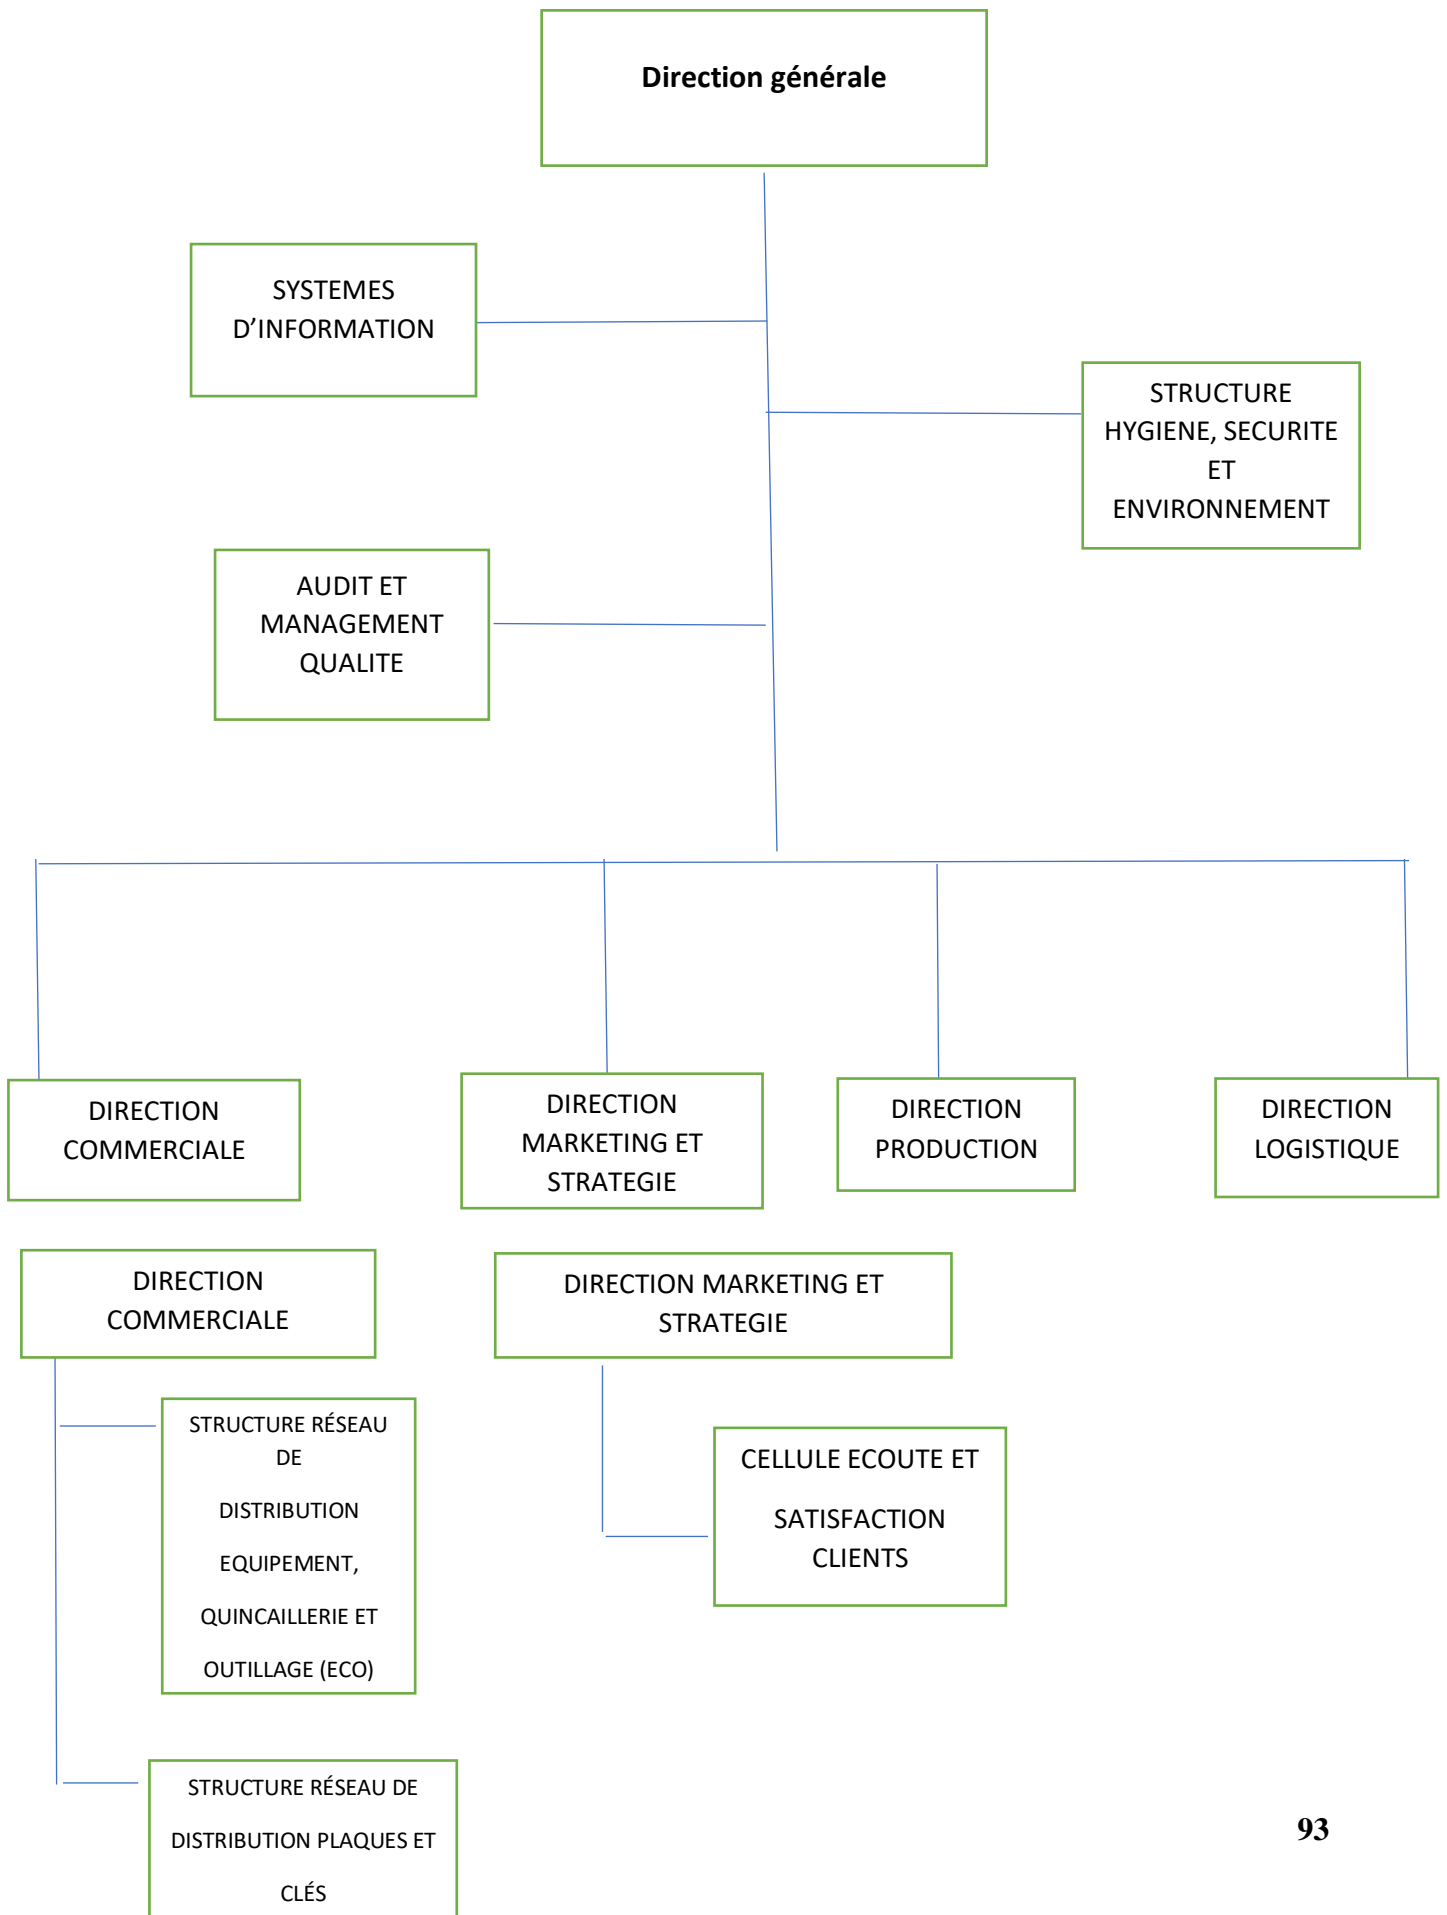 Direction générale
SYSTEMES
D’INFORMATION
STRUCTURE
HYGIENE, SECURITE
ET
ENVIRONNEMENT
AUDIT ET
MANAGEMENT
QUALITE
DIRECTION
COMMERCIALE
DIRECTION
MARKETING ET
STRATEGIE
DIRECTION
PRODUCTION
DIRECTION
LOGISTIQUE
DIRECTION
COMMERCIALE
DIRECTION MARKETING ET
STRATEGIE
STRUCTURE RÉSEAU
DE
DISTRIBUTION
EQUIPEMENT,
QUINCAILLERIE ET
OUTILLAGE (ECO)
CELLULE ECOUTE ET
SATISFACTION
CLIENTS
STRUCTURE RÉSEAU DE
DISTRIBUTION PLAQUES ET
CLÉS
93